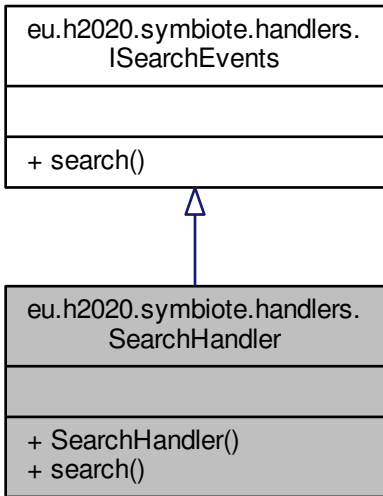 eu.h2020.symbiote.handlers.
ISearchEvents
+ search()
eu.h2020.symbiote.handlers.
SearchHandler
+ SearchHandler()
+ search()